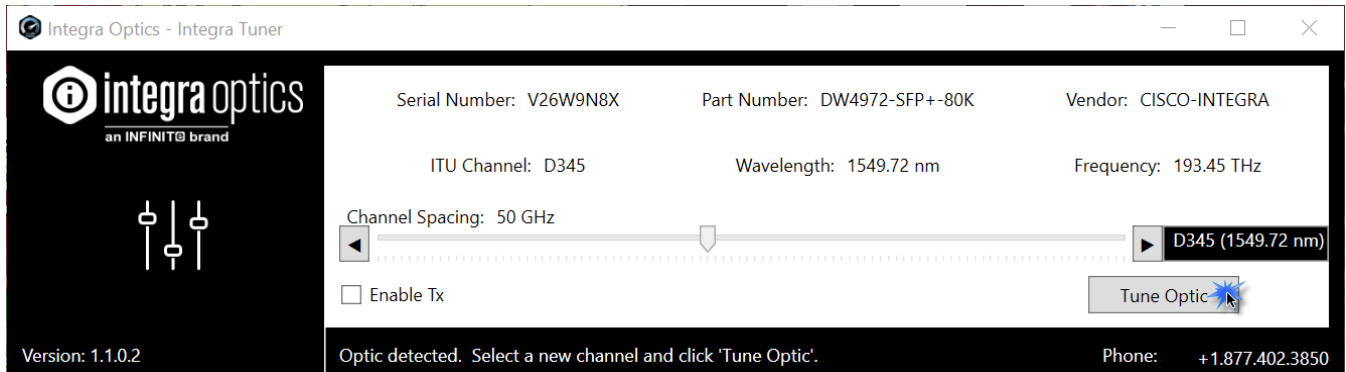 Integra Optics - Integra Tuner
integra optics
an INFINIT@ brand
Serial Number: V26W9N8X Part Number: DW4972-SFP+-80K Vendor: CISCO-INTEGRA
ITU Channel: D345 Wavelength: 1549.72 nm Frequency: 193.45 THz
Channel Spacing: 50 GHz
D345 (1549.72 nm)
Enable Tx
Tune Optic
Version: 1.1.0.2 Optic detected. Select a new channel and click 'Tune Optic'. Phone: +1.877.402.3850